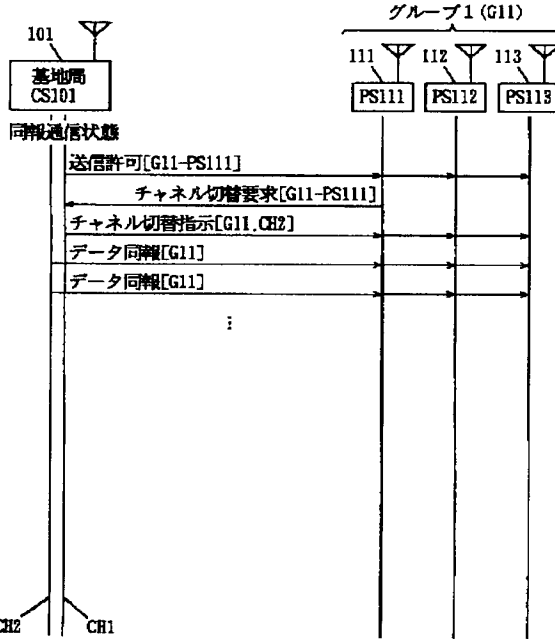 グループ1(G11)
101
111
112
113
基地局
CS101
PS111
PS112
PS113
同報通信状態
送信許可[G11-PS111]
チャネル切替要求[G11-PS111]
チャネル切替指示[G11,CH2]
データ同報[G11]
データ同報[G11]
⋮
CH2
CH1